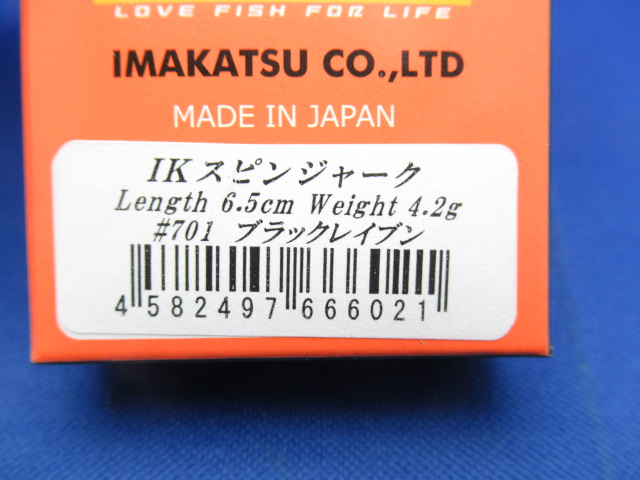 LOVE FISH FOR LIFE
IMAKATSU CO.,LTD
MADE IN JAPAN
IKスピンジャーク
Length 6.5cm Weight 4.2g
#701 ブラックレイブン
4 582497 666021